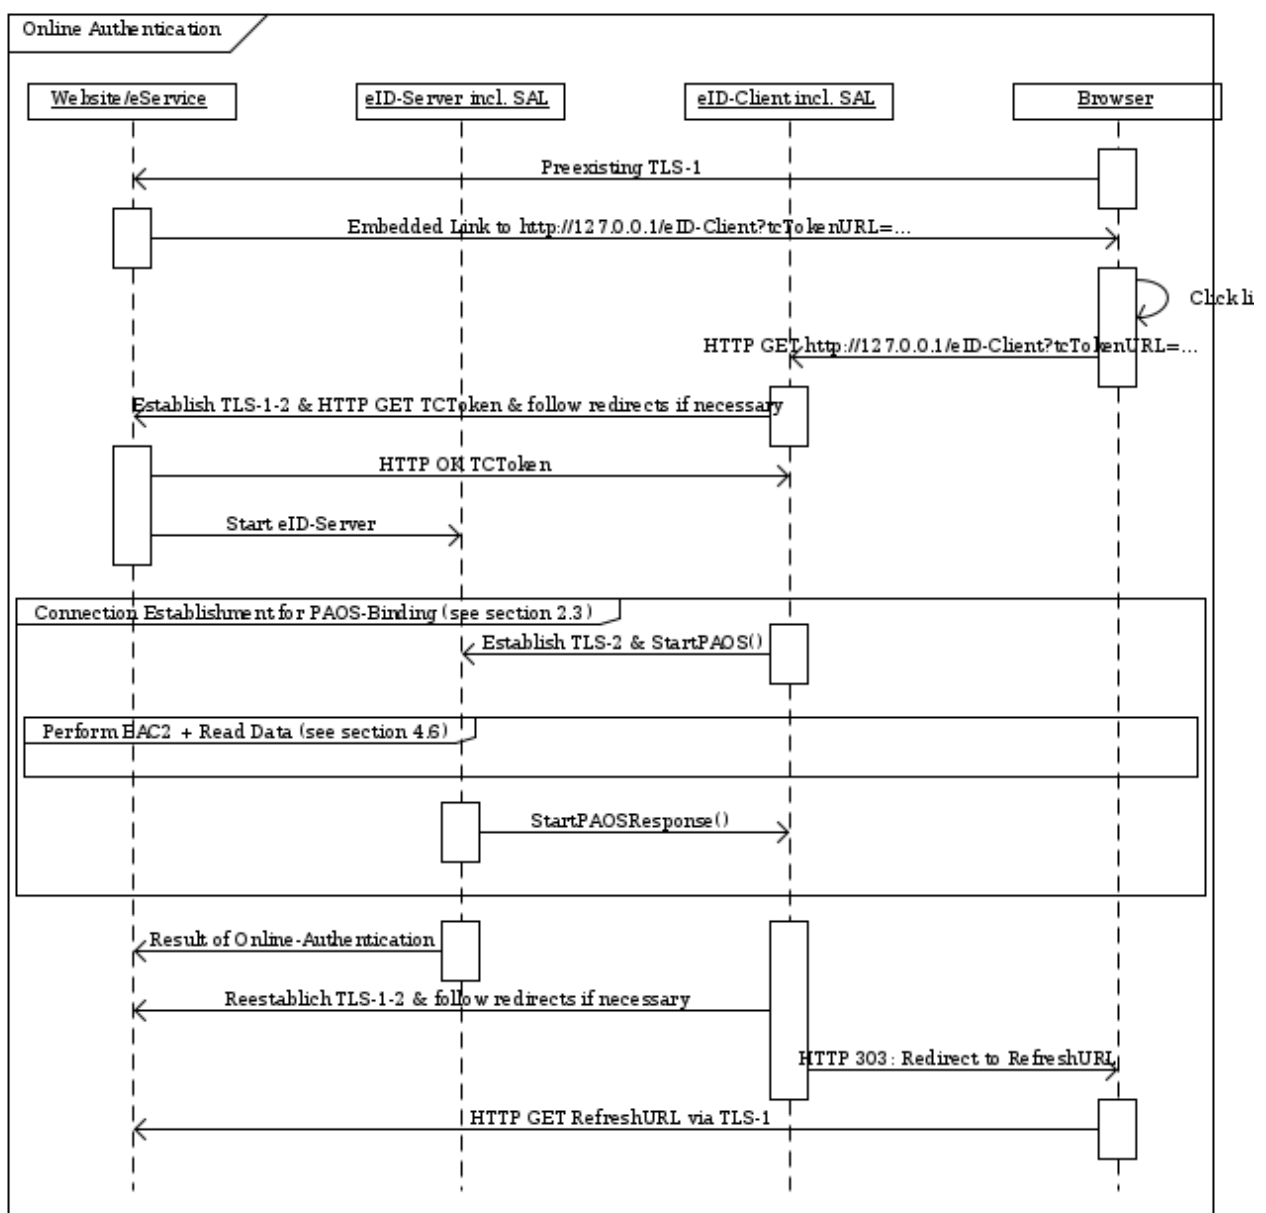 Online Authentication
Website/eService
eID-Server incl. SAL
eID-Client incl. SAL
Browser
Preexisting TLS-1
Embedded Link to http://127.0.0.1/eID-Client?tcTokenURL=...
Click li
HTTP GET http://127.0.0.1/eID-Client?tcTokenURL=...
Establish TLS-1-2 & HTTP GET TCToken & follow redirects if necessary
HTTP OK TCToken
Start eID-Server
Connection Establishment for PAOS-Binding (see section 2.3)
Establish TLS-2 & StartPAOS()
Perform EAC2 + Read Data (see section 4.6)
StartPAOSResponse()
Result of Online-Authentication
Reestablich TLS-1-2 & follow redirects if necessary
HTTP 303: Redirect to RefreshURL
HTTP GET RefreshURL via TLS-1